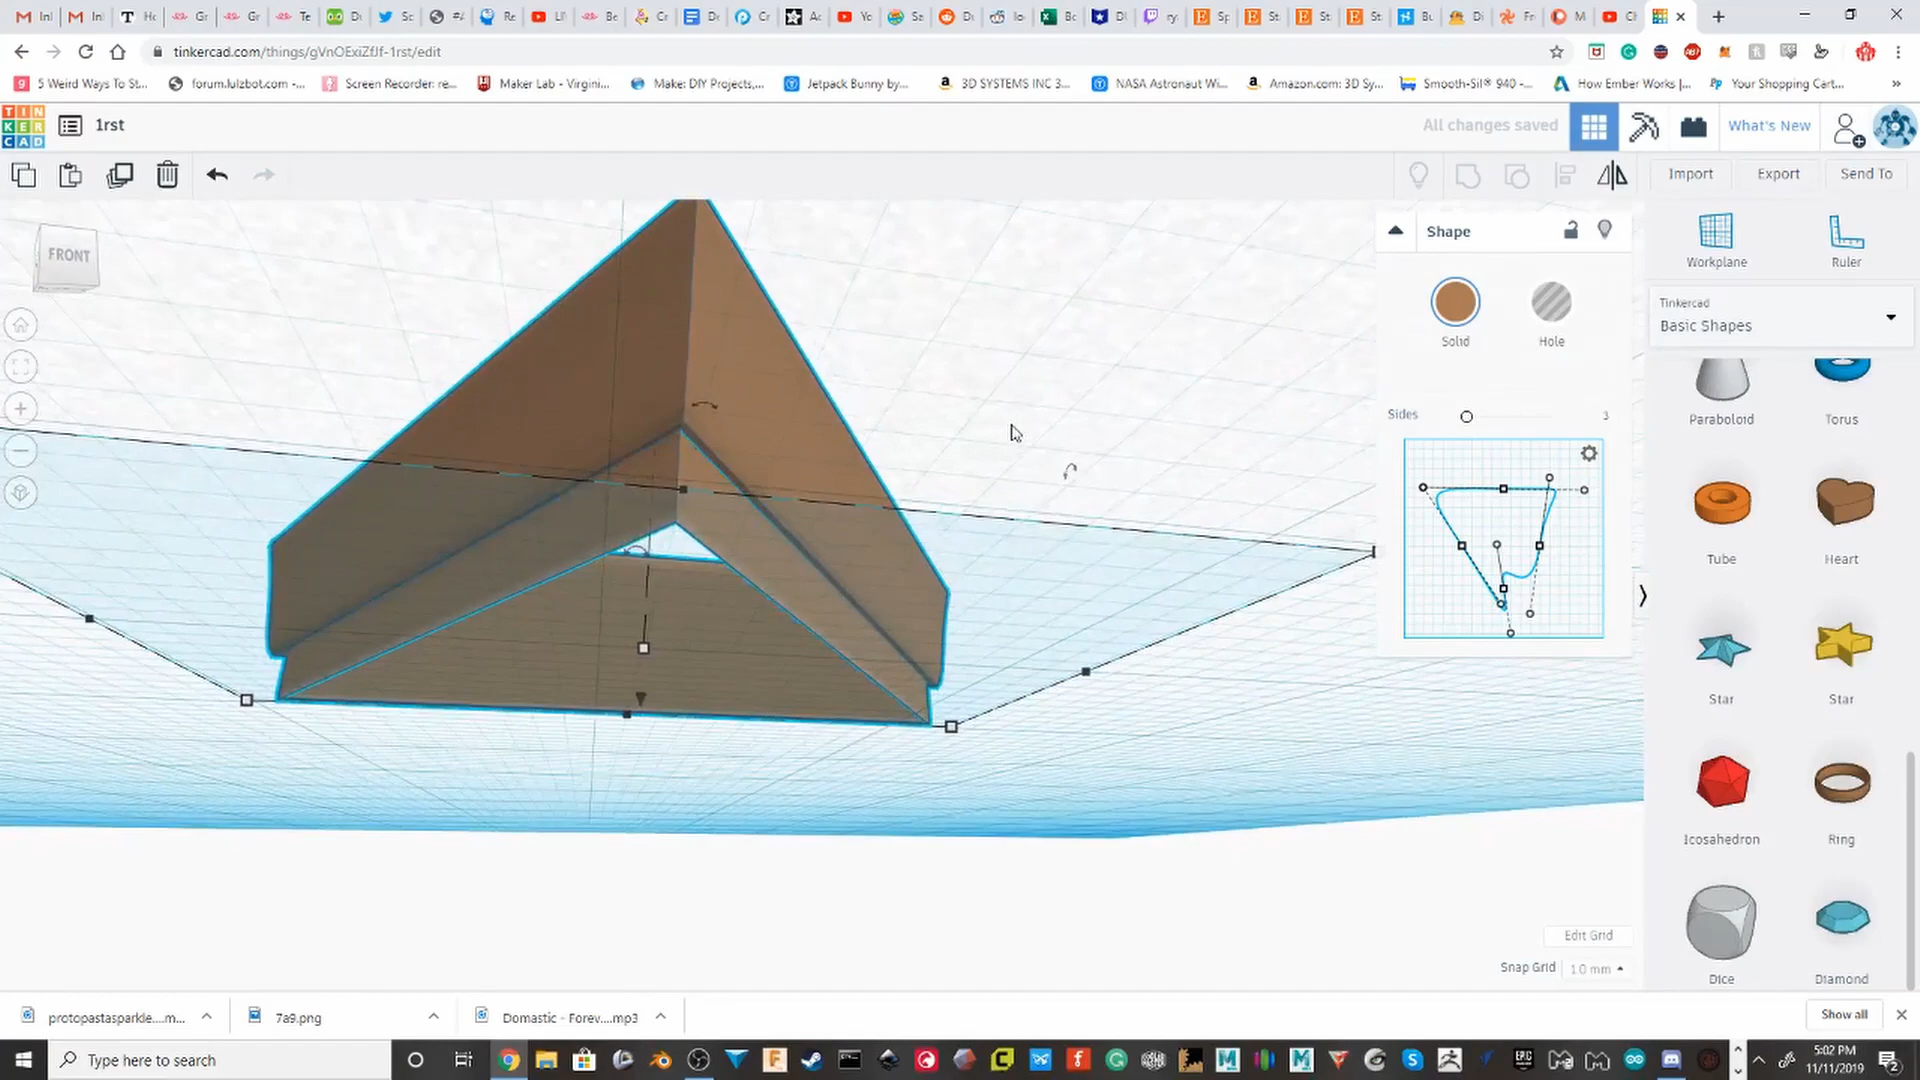 tinkercad.com/things/gVnOExiZfJf-1rst/edit
5 Weird Ways To St...
forum.lulzbot.com -...
Screen Recorder: re...
Maker Lab - Virgini...
Make: DIY Projects,...
Jetpack Bunny by...
3D SYSTEMS INC 3...
NASA Astronaut Wi...
Amazon.com: 3D Sy...
Smooth-Sil® 940 -...
How Ember Works |...
Your Shopping Cart...
TIN
KER
CAD
1rst
All changes saved
What's New
Import
Export
Send To
FRONT
Shape
Solid
Hole
Sides
3
Workplane
Ruler
Tinkercad
Basic Shapes
Paraboloid
Torus
Tube
Heart
Star
Star
Icosahedron
Ring
Dice
Diamond
Edit Grid
Snap Grid
1.0 mm
protopastasparkle....m...
7a9.png
Domastic - Forev....mp3
Show all
Type here to search
5:02 PM
11/11/2019